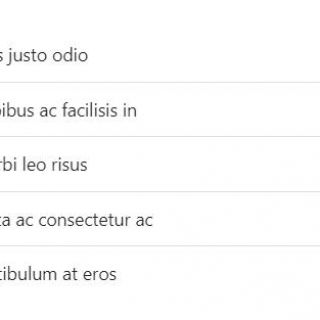 s justo odio
ibus ac facilisis in
rbi leo risus
ta ac consectetur ac
tibulum at eros